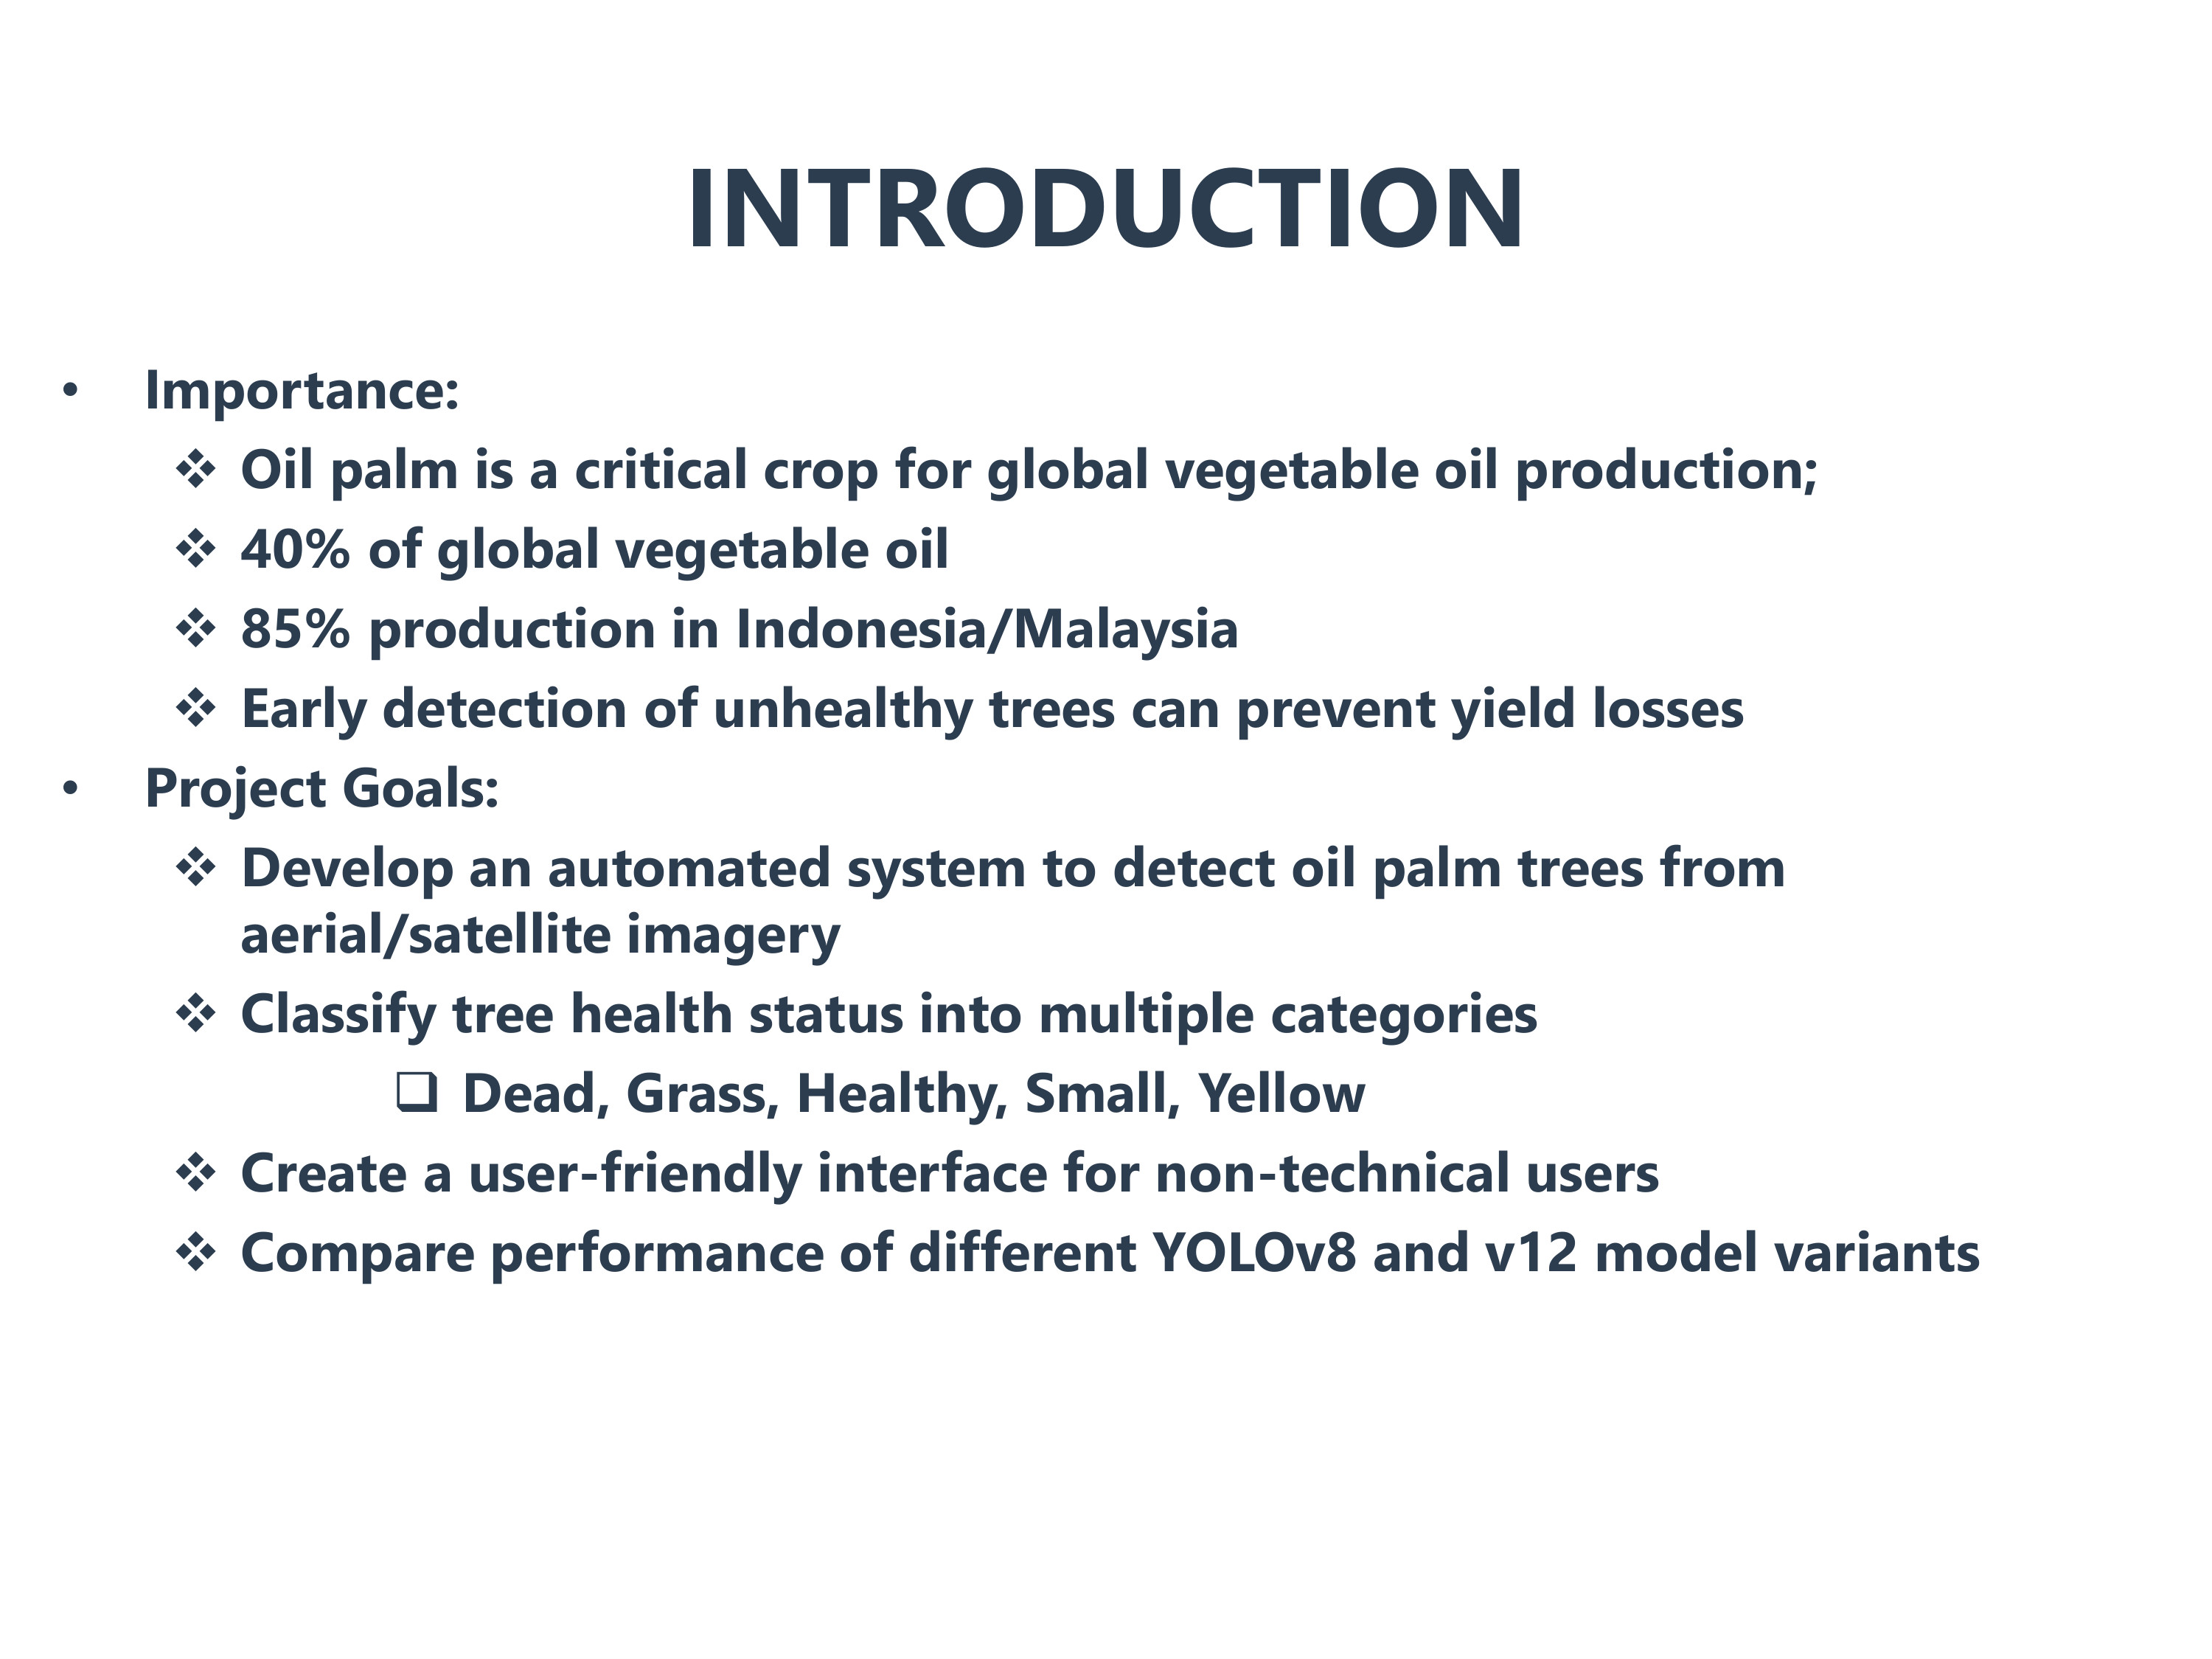 INTRODUCTION
• Importance:
❖ Oil palm is a critical crop for global vegetable oil production;
❖ 40% of global vegetable oil
❖ 85% production in Indonesia/Malaysia
❖ Early detection of unhealthy trees can prevent yield losses
• Project Goals:
❖ Develop an automated system to detect oil palm trees from
aerial/satellite imagery
❖ Classify tree health status into multiple categories
❑ Dead, Grass, Healthy, Small, Yellow
❖ Create a user-friendly interface for non-technical users
❖ Compare performance of different YOLOv8 and v12 model variants